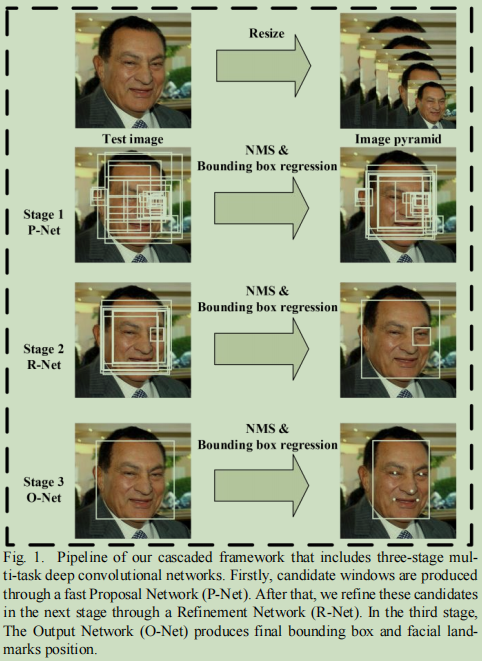 Resize
Test image
Image pyramid
NMS &
Bounding box regression
Stage 1
P-Net
NMS &
Bounding box regression
Stage 2
R-Net
NMS &
Bounding box regression
Stage 3
O-Net
Fig. 1.  Pipeline of our cascaded framework that includes three-stage mul-
ti-task deep convolutional networks. Firstly, candidate windows are produced
through a fast Proposal Network (P-Net). After that, we refine these candidates
in the next stage through a Refinement Network (R-Net). In the third stage,
The Output Network (O-Net) produces final bounding box and facial land-
marks position.